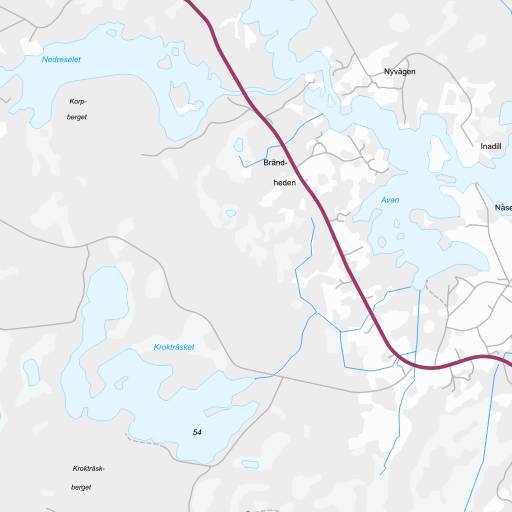 Nedreselet
Nyvägen
Korp-
berget
Inadill
Bränd-
heden
Avan
Näse
Krokträsket
54
Krokträsk-
berget